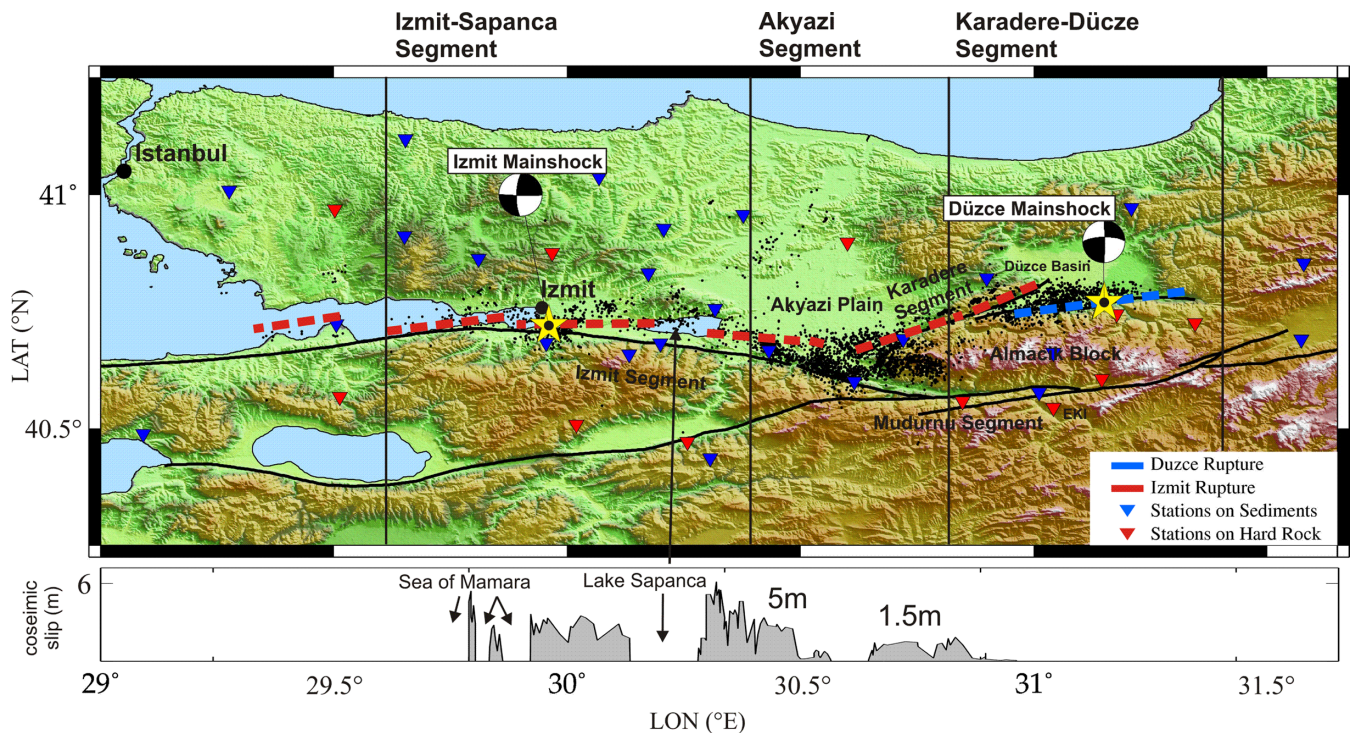 Izmit-Sapanca
Segment
Akyazi
Segment
Karadere-Dücze
Segment
Istanbul
Izmit Mainshock
Düzce Mainshock
41°
LAT (°N)
40.5°
Izmit
Akyazi Plain
Karadere
Segment
Düzce Basin
Almacik Block
Izmit Segment
Mudurnu Segment
EKI
Duzce Rupture
Izmit Rupture
Stations on Sediments
Stations on Hard Rock
coseimic
slip (m)
6
Sea of Mamara
Lake Sapanca
5m
1.5m
29°
29.5°
30°
30.5°
31°
31.5°
LON (°E)